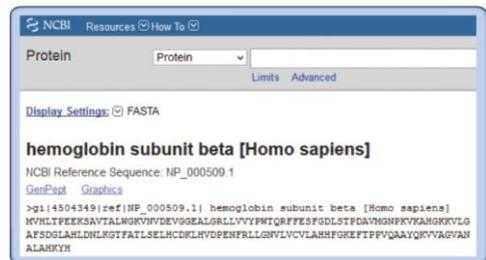 NCBI Resources How To
Protein Protein
Limits Advanced
Display Settings: FASTA
hemoglobin subunit beta [Homo sapiens]
NCBI Reference Sequence: NP_000509.1
GenPept Graphics
>gi|4504349|ref|NP_000509.1| hemoglobin subunit beta [Homo sapiens]
MVHLTPEEKSAVTALWGKVNVDEVGGEALGRLLVVYPWTQRFFESFGDLSTPDAVMGNPKVKAHGKKVLG
AFSDGLAHLDNLKGTFATLSELHCDKLHVDPENFRLLGNVLVCVLAHHFGKEFTPPVQAAYQKVVAGVAN
ALAHKYH